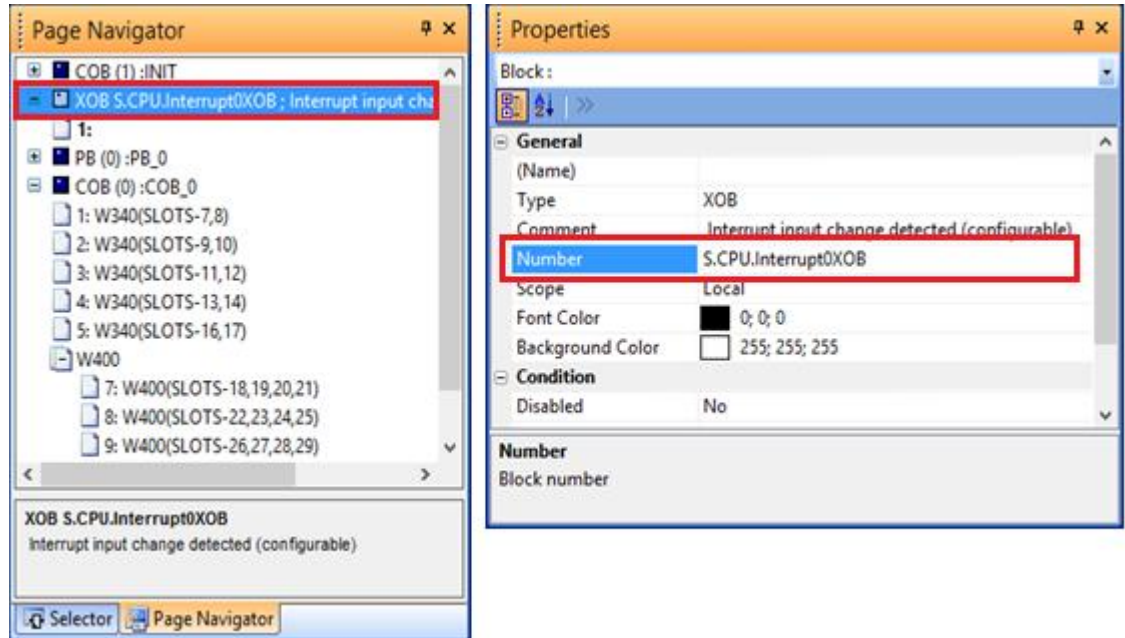 Page Navigator
COB (1) :INIT
XOB S.CPU.Interrupt0XOB ; Interrupt input cha
1:
PB (0) :PB_0
COB (0) :COB_0
1: W340(SLOTS-7,8)
2: W340(SLOTS-9,10)
3: W340(SLOTS-11,12)
4: W340(SLOTS-13,14)
5: W340(SLOTS-16,17)
W400
7: W400(SLOTS-18,19,20,21)
8: W400(SLOTS-22,23,24,25)
9: W400(SLOTS-26,27,28,29)
XOB S.CPU.Interrupt0XOB
Interrupt input change detected (configurable)
Selector Page Navigator
Properties
Block :
General
(Name)
Type XOB
Comment Interrupt input change detected (configurable)
Number S.CPU.Interrupt0XOB
Scope Local
Font Color 0; 0; 0
Background Color 255; 255; 255
Condition
Disabled No
Number
Block number